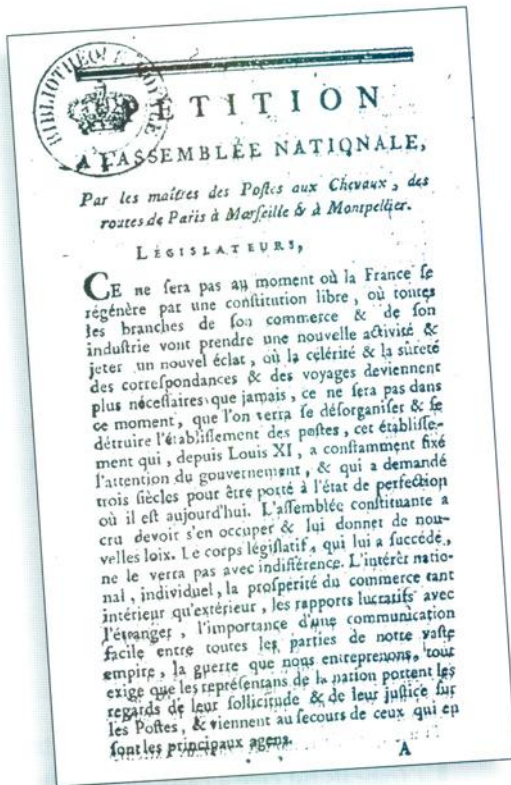 BIBLIOTHEQUE ROYALE
PETITION
A L'ASSEMBLÉE NATIONALE,
Par les maîtres des Postes aux Chevaux, des
routes de Paris à Marseille & à Montpellier.
LÉGISLATEURS,
CE ne sera pas au moment où la France se
régénère par une constitution libre, où toutes
les branches de son commerce & de son
industrie vont prendre une nouvelle activité &
jeter un nouvel éclat, où la célérité & la sûreté
des correspondances & des voyages deviennent
plus nécessaires que jamais, ce ne sera pas dans
ce moment, que l'on verra se désorganiser & se
détruire l'établissement des postes, cet établisse-
ment qui, depuis Louis XI, a constamment fixé
l'attention du gouvernement, & qui a demandé
trois siècles pour être porté à l'état de perfection
où il est aujourd'hui. L'assemblée constituante a
cru devoir s'en occuper & lui donner de nou-
velles loix. Le corps législatif, qui lui a succédé,
ne le verra pas avec indifférence. L'intérêt natio-
nal, individuel, la prosperité du commerce tant
intérieur qu'extérieur, les rapports lucratifs avec
l'étranger, l'importance d'une communication
facile entre toutes les parties de notre vaste
empire, la guerre que nous entreprenons, tout
exige que les représentans de la nation portent les
regards de leur sollicitude & de leur justice sur
les Postes, & viennent au secours de ceux qui en
sont les principaux agens.
A